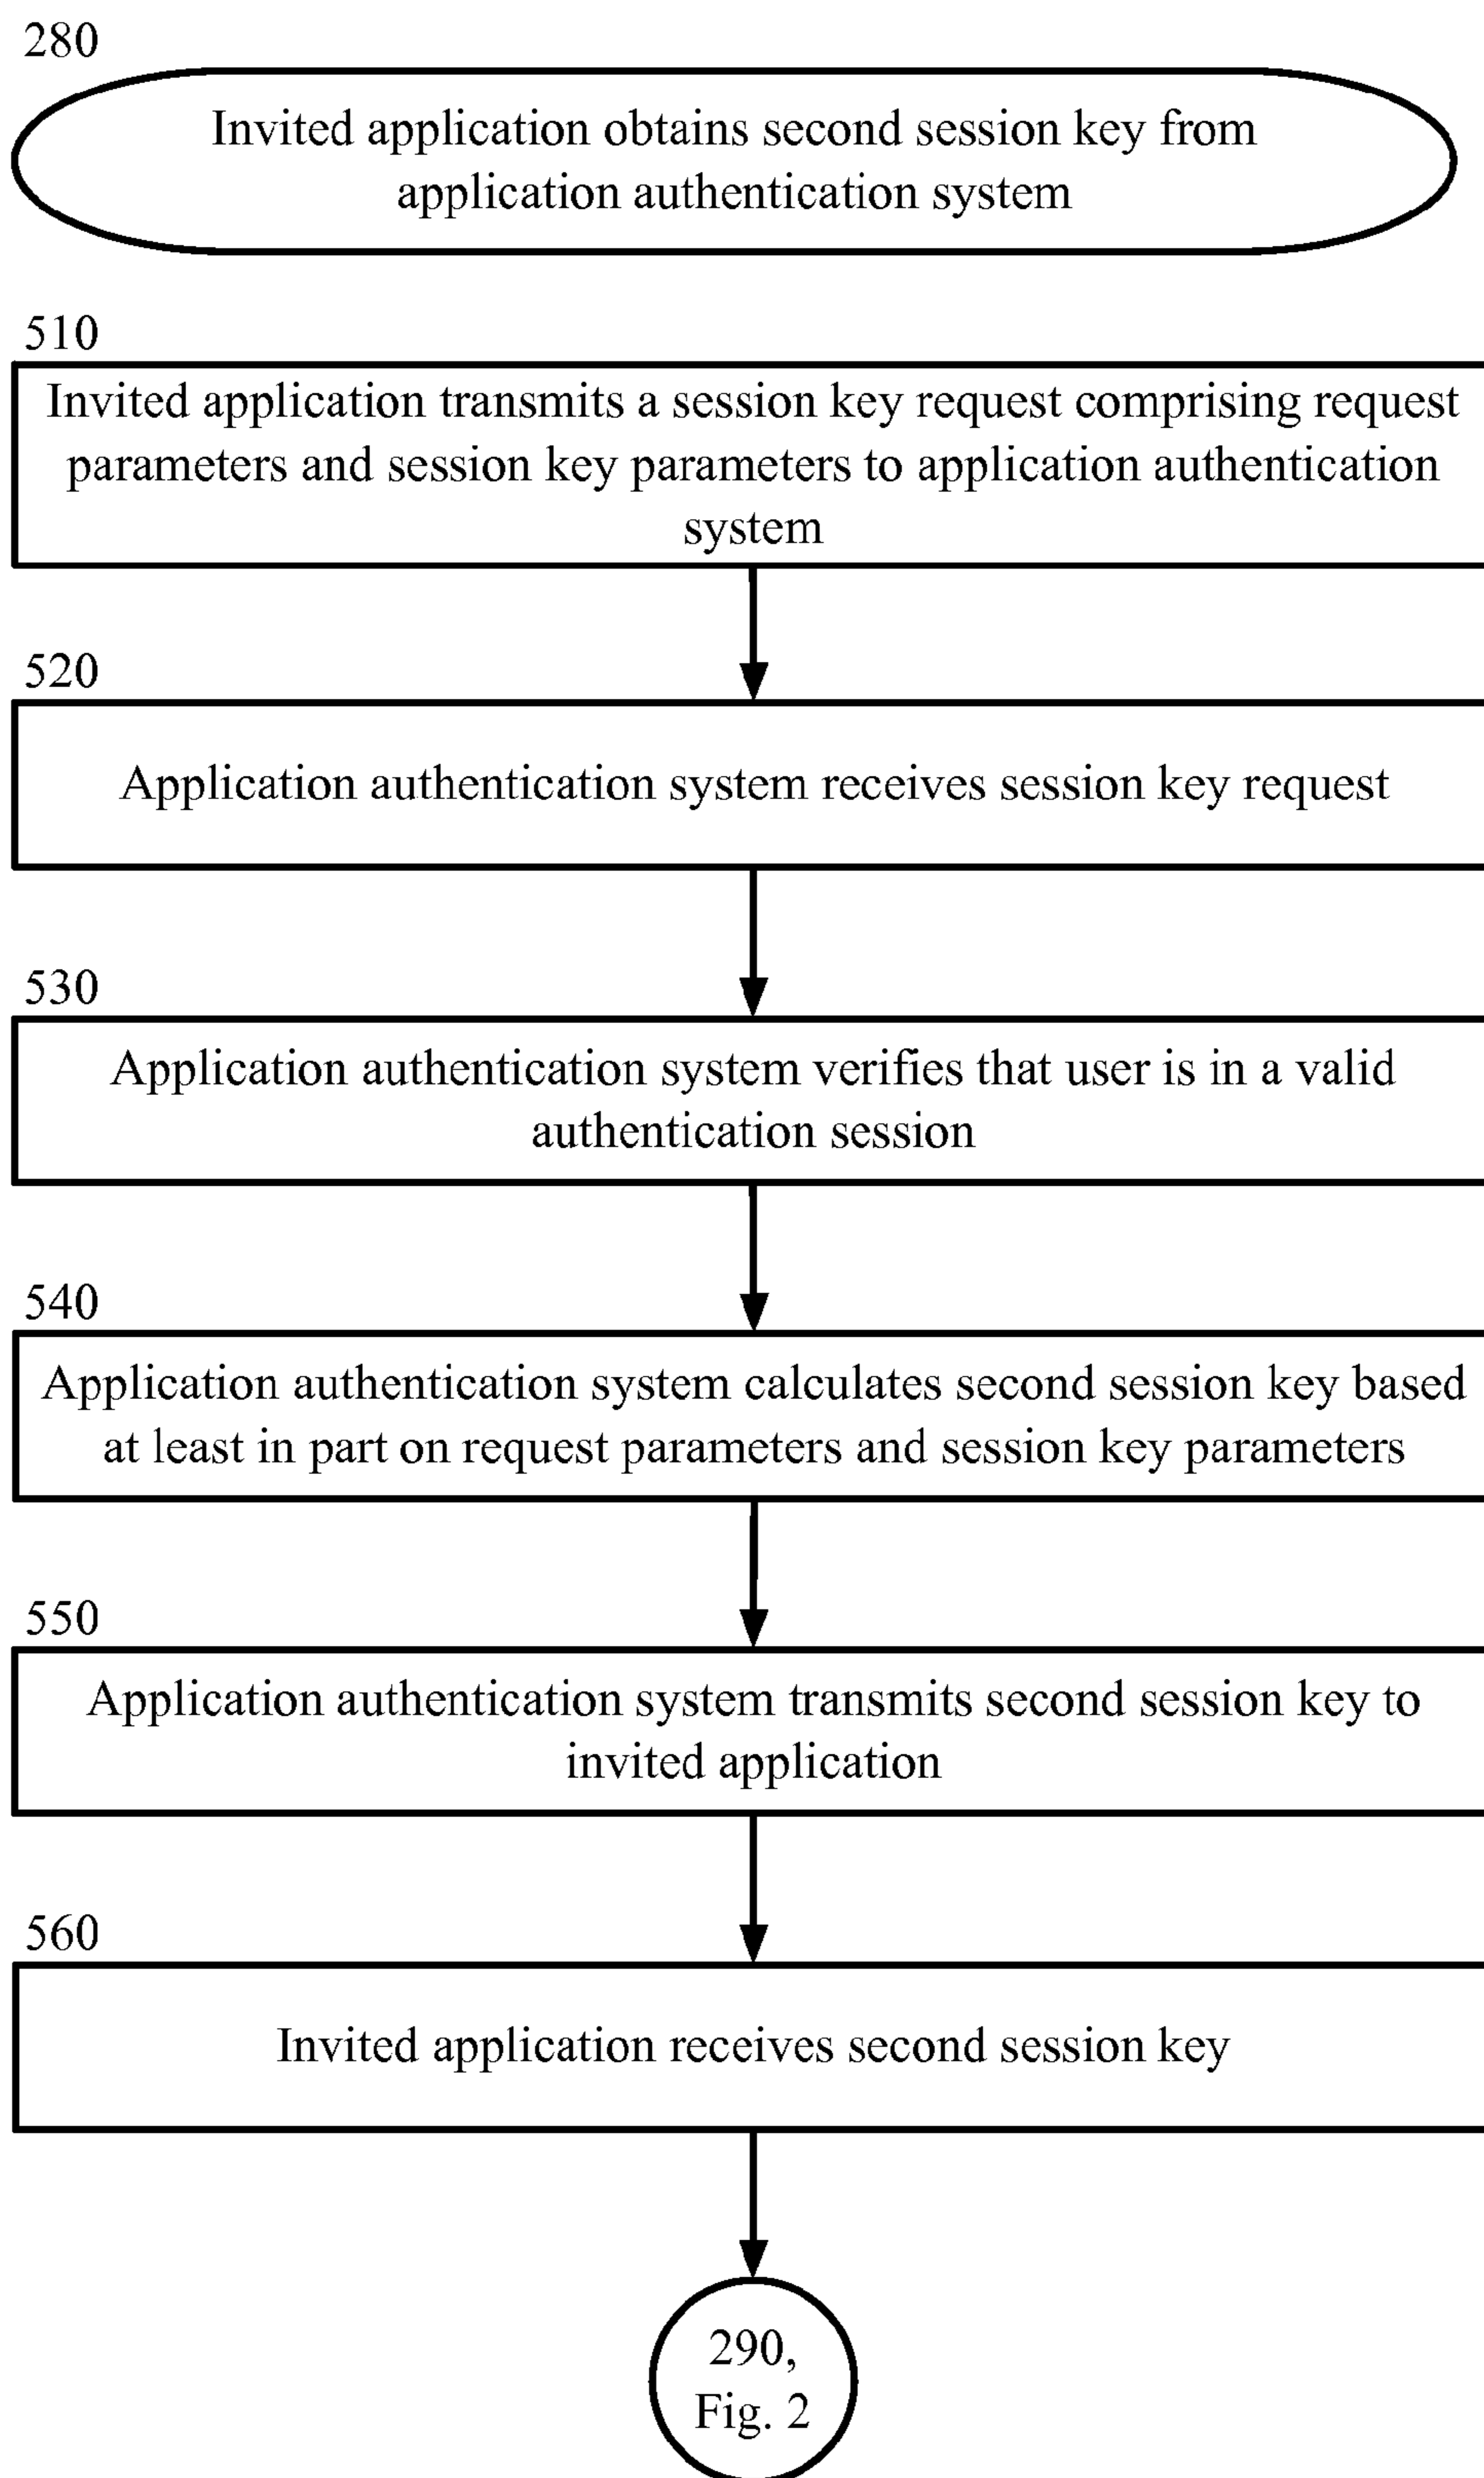 280
Invited application obtains second session key from
application authentication system
510
Invited application transmits a session key request comprising request
parameters and session key parameters to application authentication
system
520
Application authentication system receives session key request
530
Application authentication system verifies that user is in a valid
authentication session
540
Application authentication system calculates second session key based
at least in part on request parameters and session key parameters
550
Application authentication system transmits second session key to
invited application
560
Invited application receives second session key
290,
Fig. 2